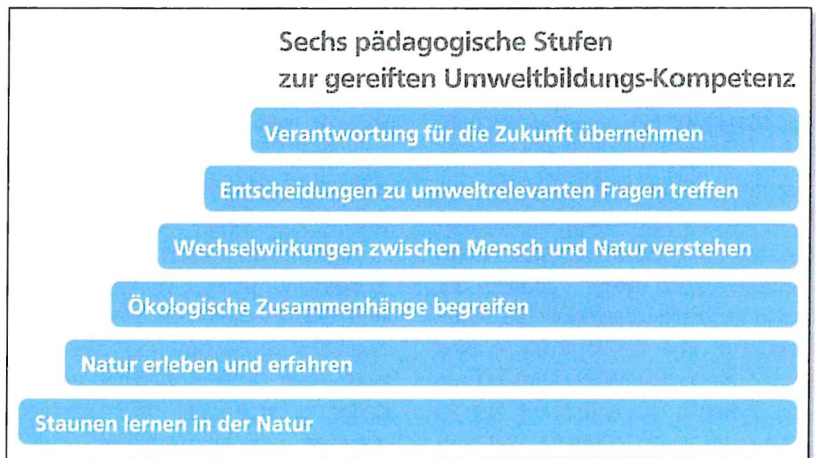 Sechs pädagogische Stufen
zur gereiften Umweltbildungs-Kompetenz
Verantwortung für die Zukunft übernehmen
Entscheidungen zu umweltrelevanten Fragen treffen
Wechselwirkungen zwischen Mensch und Natur verstehen
Ökologische Zusammenhänge begreifen
Natur erleben und erfahren
Staunen lernen in der Natur